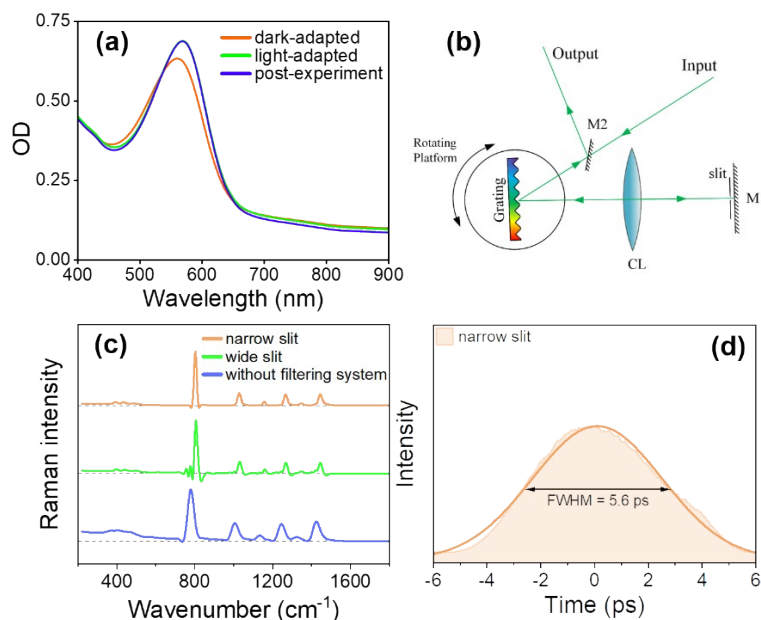 (a)
dark-adapted
light-adapted
post-experiment
0.75
0.50
0.25
0.00
OD
400 500 600 700 800 900
Wavelength (nm)
(b)
Output
Input
M2
Rotating
Platform
Grating
slit
M
CL
(c)
narrow slit
wide slit
without filtering system
Raman intensity
400 800 1200 1600
Wavenumber (cm⁻¹)
(d)
narrow slit
Intensity
FWHM = 5.6 ps
-6 -4 -2 0 2 4 6
Time (ps)